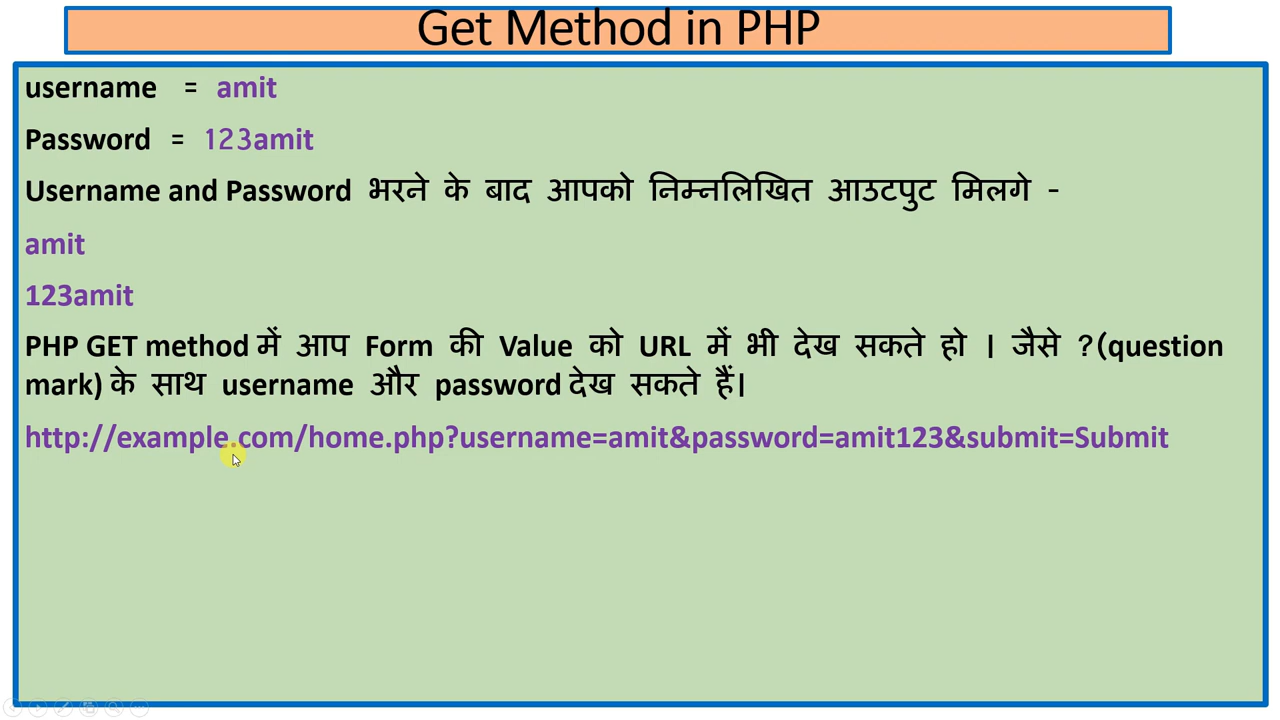 Get Method in PHP
username = amit
Password = 123amit
Username and Password भरने के बाद आपको निम्नलिखित आउटपुट मिलगे -
amit
123amit
PHP GET method में आप Form की Value को URL में भी देख सकते हो । जैसे ?(question
mark) के साथ username और password देख सकते हैं।
http://example.com/home.php?username=amit&password=amit123&submit=Submit